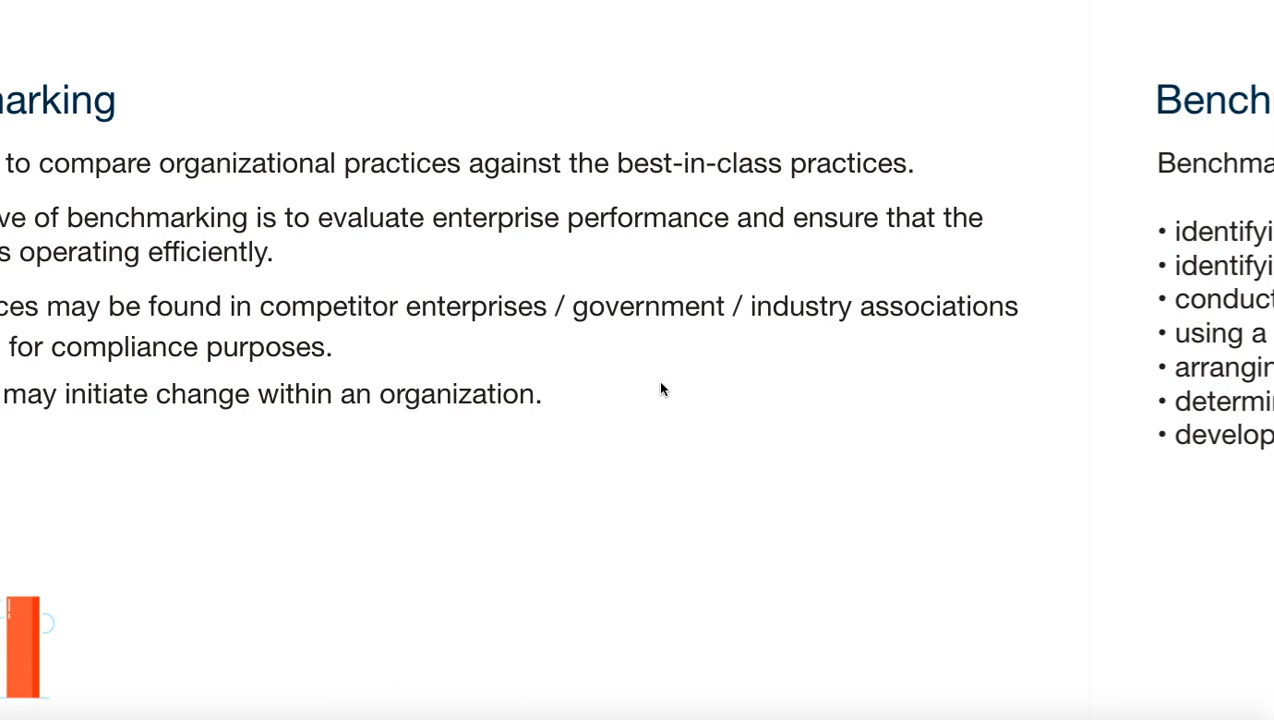 arking
to compare organizational practices against the best-in-class practices.
ve of benchmarking is to evaluate enterprise performance and ensure that the
s operating efficiently.
ces may be found in competitor enterprises / government / industry associations
for compliance purposes.
may initiate change within an organization.
Bench
Benchma
• identifyi
• identifyi
• conduct
• using a
• arrangin
• determi
• develop